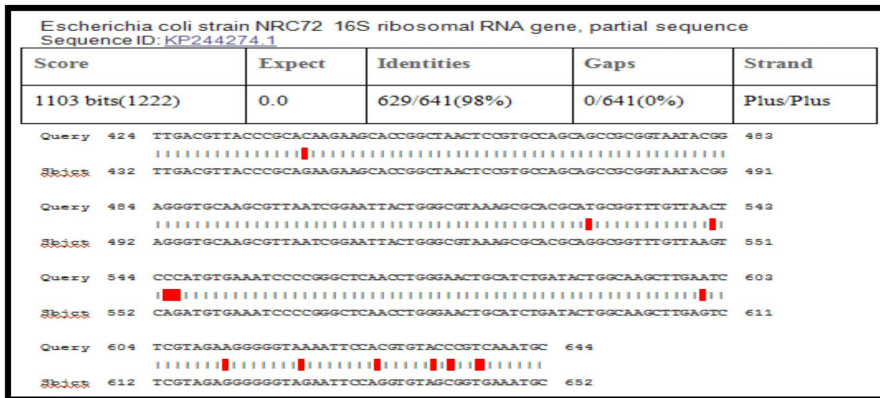 Escherichia coli strain NRC72 16S ribosomal RNA gene, partial sequence
Sequence ID: KP244274.1
Score Expect Identities Gaps Strand
1103 bits(1222) 0.0 629/641(98%) 0/641(0%) Plus/Plus
Query 424 TTGACGTTACCCGCACAAGAAGCACCGGCTAACTCCGTGCCAGCAGCCGCGGTAATACGG 483
Sbjct 432 TTGACGTTACCCGCAGAAGAAGCACCGGCTAACTCCGTGCCAGCAGCCGCGGTAATACGG 491
Query 484 AGGGTGCAAGCGTTAATCGGAATTACTGGGCGTAAAGCGCACGCATGCGGTTTGTTAACT 543
Sbjct 492 AGGGTGCAAGCGTTAATCGGAATTACTGGGCGTAAAGCGCACGCAGGCGGTTTGTTAAGT 551
Query 544 CCCATGTGAAATCCCCGGGCTCAACCTGGGAACTGCATCTGATACTGGCAAGCTTGAATC 603
Sbjct 552 CAGATGTGAAATCCCCGGGCTCAACCTGGGAACTGCATCTGATACTGGCAAGCTTGAGTC 611
Query 604 TCGTAGAAGGGGGTAAAATTCCACGTGTACCCGTCAAATGC 644
Sbjct 612 TCGTAGAGGGGGGTAGAATTCCAGGTGTAGCGGTGAAATGC 652